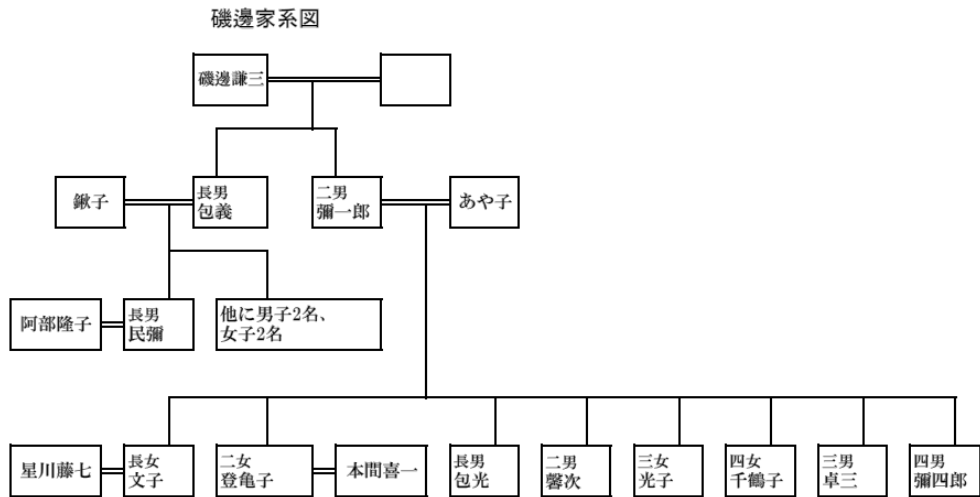 磯邊家系図
磯邊謙三
鍬子
長男
包義
二男
彌一郎
あや子
阿部隆子
長男
民彌
他に男子2名、
女子2名
星川藤七
長女
文子
二女
登亀子
本間喜一
長男
包光
二男
馨次
三女
光子
四女
千鶴子
三男
卓三
四男
彌四郎